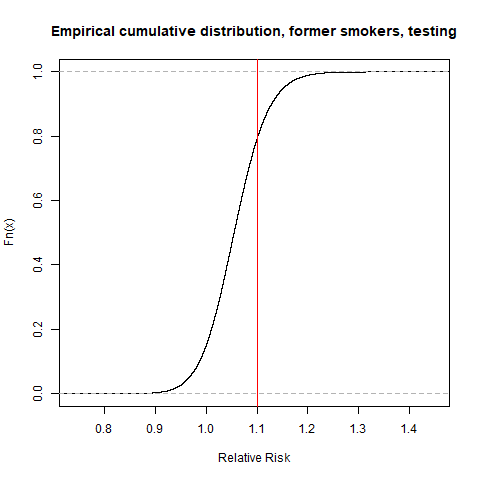 Empirical cumulative distribution, former smokers, testing
Fn(x)
1.0
0.8
0.6
0.4
0.2
0.0
0.8 0.9 1.0 1.1 1.2 1.3 1.4
Relative Risk